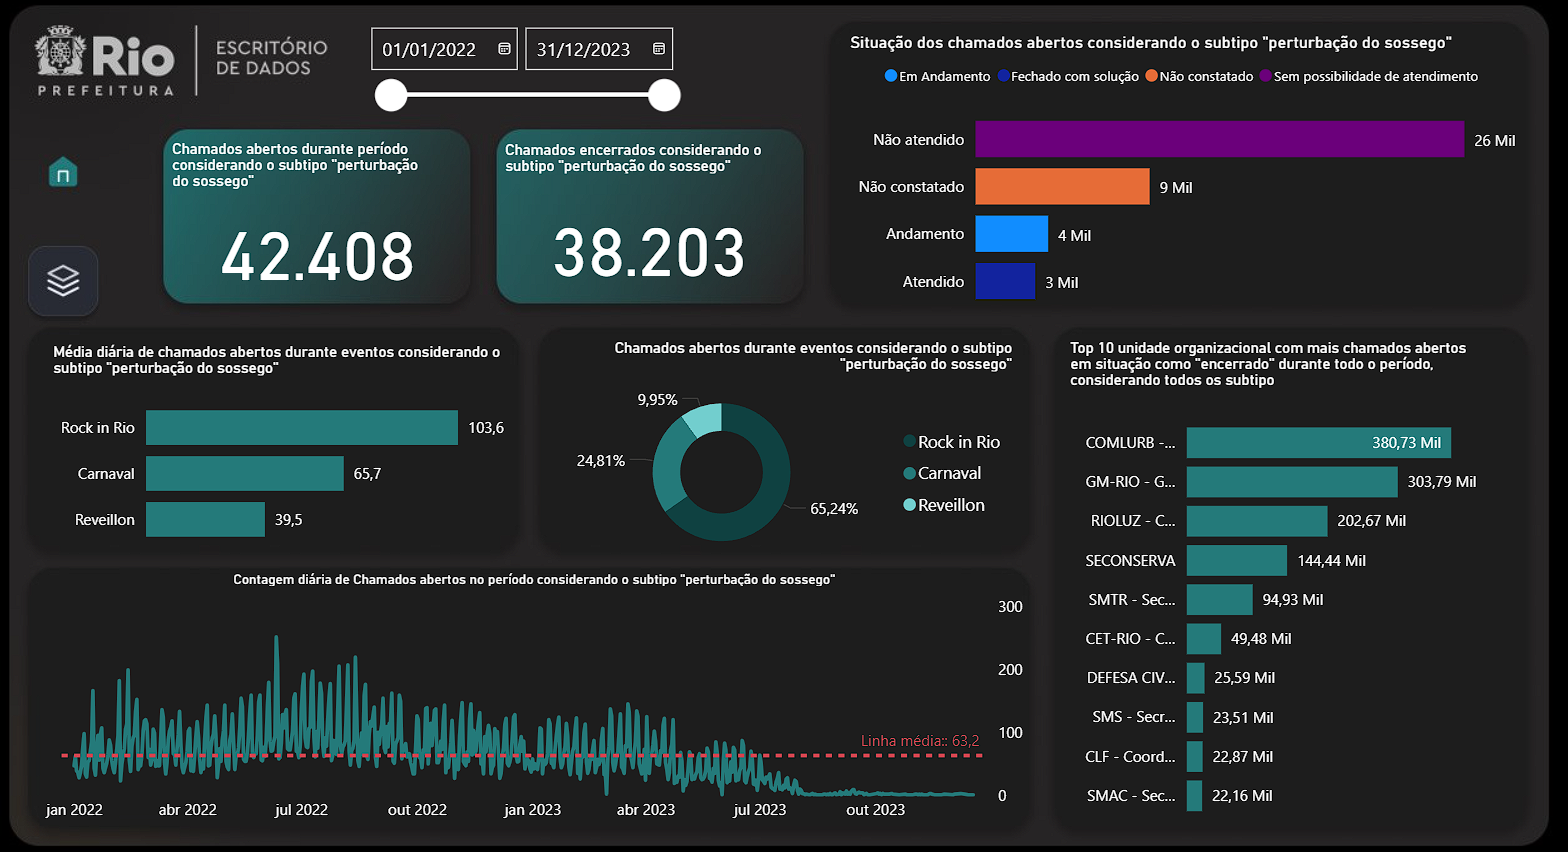 Rio
PREFEITURA
ESCRITÓRIO
DE DADOS
01/01/2022
31/12/2023
Chamados abertos durante período
considerando o subtipo "perturbação
do sossego"
42.408
Chamados encerrados considerando o
subtipo "perturbação do sossego"
38.203
Situação dos chamados abertos considerando o subtipo "perturbação do sossego"
Em Andamento Fechado com solução Não constatado Sem possibilidade de atendimento
Não atendido 26 Mil
Não constatado 9 Mil
Andamento 4 Mil
Atendido 3 Mil
Média diária de chamados abertos durante eventos considerando o
subtipo "perturbação do sossego"
Rock in Rio 103,6
Carnaval 65,7
Reveillon 39,5
Chamados abertos durante eventos considerando o subtipo
"perturbação do sossego"
9,95%
24,81%
65,24%
Rock in Rio
Carnaval
Reveillon
Top 10 unidade organizacional com mais chamados abertos
em situação como "encerrado" durante todo o período,
considerando todos os subtipo
COMLURB -... 380,73 Mil
GM-RIO - G... 303,79 Mil
RIOLUZ - C... 202,67 Mil
SECONSERVA 144,44 Mil
SMTR - Sec... 94,93 Mil
CET-RIO - C... 49,48 Mil
DEFESA CIV... 25,59 Mil
SMS - Secr... 23,51 Mil
CLF - Coord... 22,87 Mil
SMAC - Sec... 22,16 Mil
Contagem diária de Chamados abertos no período considerando o subtipo "perturbação do sossego"
300
200
100
Linha média:: 63,2
0
jan 2022 abr 2022 jul 2022 out 2022 jan 2023 abr 2023 jul 2023 out 2023